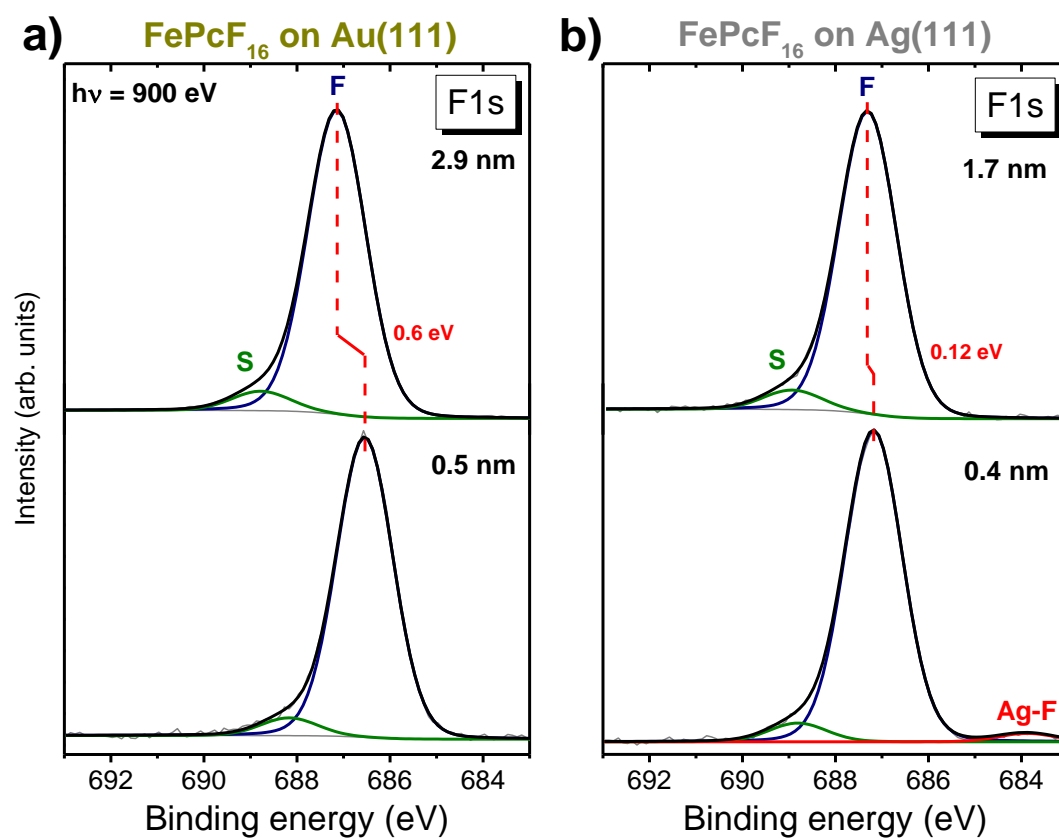 a)
FePcF₁₆ on Au(111)
hν = 900 eV
F
F1s
2.9 nm
0.6 eV
S
0.5 nm
Intensity (arb. units)
692 690 688 686 684
Binding energy (eV)
b)
FePcF₁₆ on Ag(111)
F
F1s
1.7 nm
0.12 eV
S
0.4 nm
Ag-F
692 690 688 686 684
Binding energy (eV)